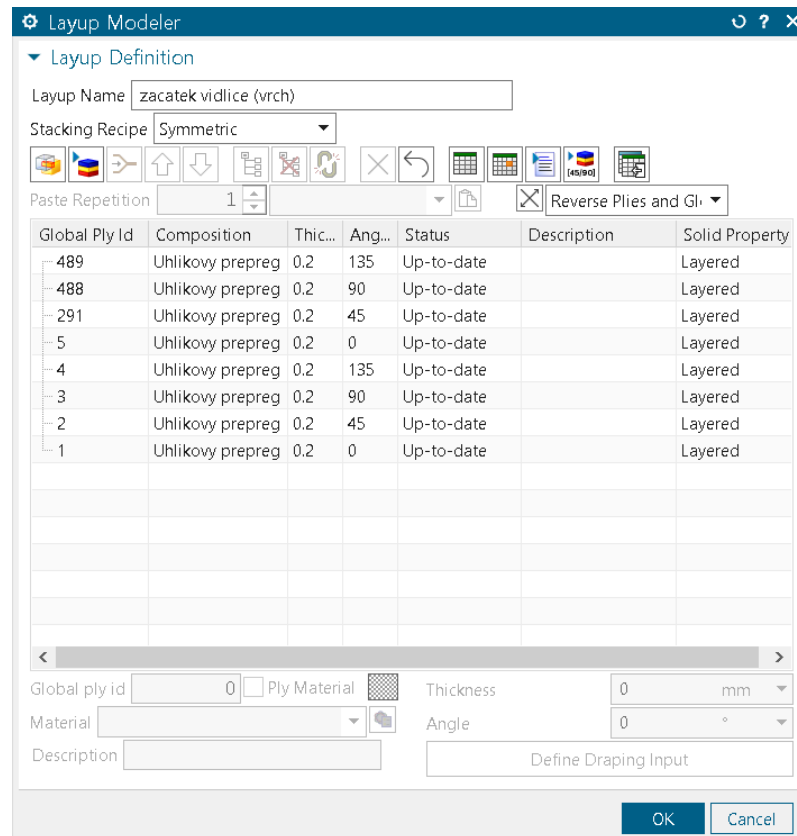 Layup Modeler ?
Layup Definition
Layup Name zacatek vidlice (vrch)
Stacking Recipe Symmetric
[45/90]
Paste Repetition 1 Reverse Plies and Gl
Global Ply Id Composition Thic... Ang... Status Description Solid Property
489 Uhlikovy prepreg 0.2 135 Up-to-date Layered
488 Uhlikovy prepreg 0.2 90 Up-to-date Layered
291 Uhlikovy prepreg 0.2 45 Up-to-date Layered
5 Uhlikovy prepreg 0.2 0 Up-to-date Layered
4 Uhlikovy prepreg 0.2 135 Up-to-date Layered
3 Uhlikovy prepreg 0.2 90 Up-to-date Layered
2 Uhlikovy prepreg 0.2 45 Up-to-date Layered
1 Uhlikovy prepreg 0.2 0 Up-to-date Layered
Global ply id 0 Ply Material Thickness 0 mm
Material Angle 0 °
Description Define Draping Input
OK Cancel